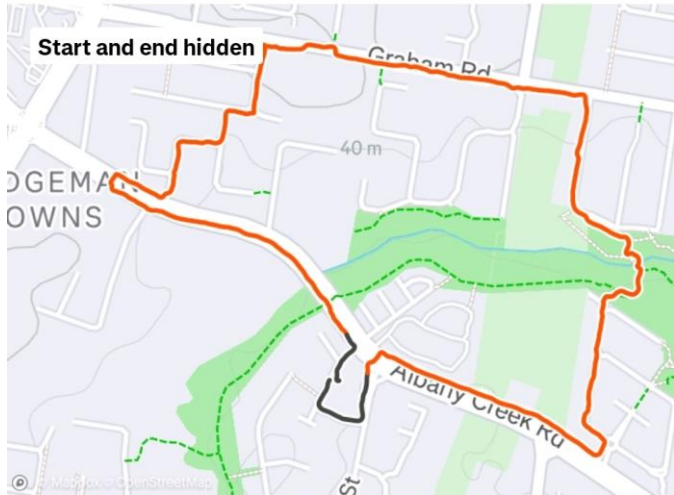 Start and end hidden
Graham Rd
40 m
DGEMAN
OWNS
Albany Creek Rd
St
© Mapbox © OpenStreetMap